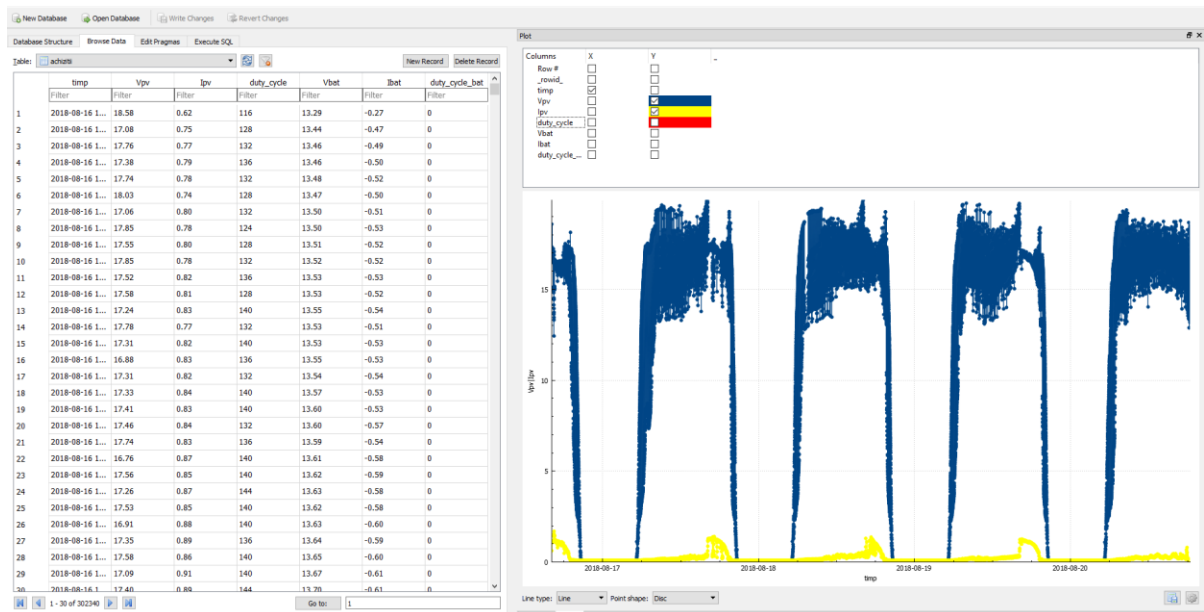 New Database Open Database Write Changes Revert Changes
Database Structure Browse Data Edit Pragmas Execute SQL
Table: achizitii New Record Delete Record
timp Vpv Ipv duty_cycle Vbat Ibat duty_cycle_bat
Filter Filter Filter Filter Filter Filter Filter
1 2018-08-16 1... 18.58 0.62 116 13.29 -0.27 0
2 2018-08-16 1... 17.08 0.75 128 13.44 -0.47 0
3 2018-08-16 1... 17.76 0.77 132 13.46 -0.49 0
4 2018-08-16 1... 17.38 0.79 136 13.46 -0.50 0
5 2018-08-16 1... 17.74 0.78 132 13.48 -0.52 0
6 2018-08-16 1... 18.03 0.74 128 13.47 -0.50 0
7 2018-08-16 1... 17.06 0.80 132 13.50 -0.51 0
8 2018-08-16 1... 17.85 0.78 124 13.50 -0.53 0
9 2018-08-16 1... 17.55 0.80 128 13.51 -0.52 0
10 2018-08-16 1... 17.85 0.78 132 13.52 -0.52 0
11 2018-08-16 1... 17.52 0.82 136 13.53 -0.53 0
12 2018-08-16 1... 17.58 0.81 128 13.53 -0.52 0
13 2018-08-16 1... 17.24 0.83 140 13.55 -0.54 0
14 2018-08-16 1... 17.78 0.77 132 13.53 -0.51 0
15 2018-08-16 1... 17.31 0.82 140 13.53 -0.53 0
16 2018-08-16 1... 16.88 0.83 136 13.55 -0.53 0
17 2018-08-16 1... 17.31 0.82 132 13.54 -0.54 0
18 2018-08-16 1... 17.33 0.84 140 13.57 -0.53 0
19 2018-08-16 1... 17.41 0.83 140 13.60 -0.53 0
20 2018-08-16 1... 17.46 0.84 132 13.60 -0.57 0
21 2018-08-16 1... 17.74 0.83 136 13.59 -0.54 0
22 2018-08-16 1... 16.76 0.87 140 13.61 -0.58 0
23 2018-08-16 1... 17.56 0.85 140 13.62 -0.59 0
24 2018-08-16 1... 17.26 0.87 144 13.63 -0.58 0
25 2018-08-16 1... 17.53 0.85 140 13.62 -0.58 0
26 2018-08-16 1... 16.91 0.88 140 13.63 -0.60 0
27 2018-08-16 1... 17.35 0.89 136 13.64 -0.59 0
28 2018-08-16 1... 17.58 0.86 140 13.65 -0.60 0
29 2018-08-16 1... 17.09 0.91 140 13.67 -0.61 0
30 2018-08-16 1... 17.40 0.89 144 13.70 -0.61 0
1 - 30 of 302340 Go to: 1
Plot
Columns X Y
Row #
_rowid_
timp
Vpv
Ipv
duty_cycle
Vbat
Ibat
duty_cycle_...
15
10
Vpv|Ipv
5
0
2018-08-17 2018-08-18 2018-08-19 2018-08-20
timp
Line type: Line Point shape: Disc